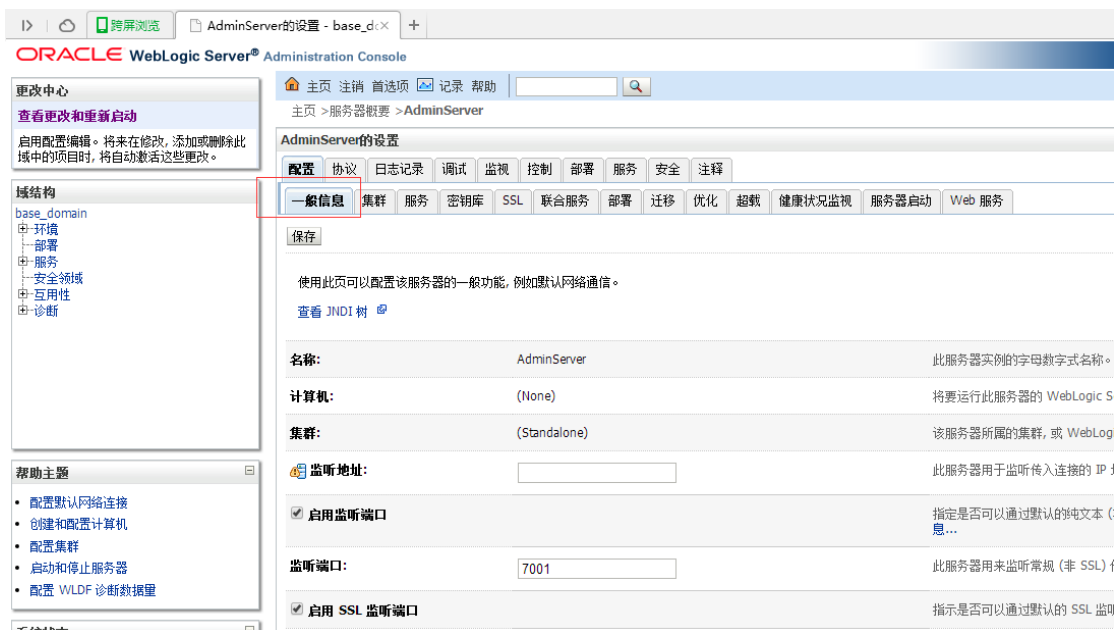 跨屏浏览
AdminServer的设置 - base_dc
ORACLE WebLogic Server® Administration Console
更改中心
查看更改和重新启动
启用配置编辑。将来在修改, 添加或删除此
域中的项目时, 将自动激活这些更改。
域结构
base_domain
环境
部署
服务
安全领域
互用性
诊断
帮助主题
配置默认网络连接
创建和配置计算机
配置集群
启动和停止服务器
配置 WLDF 诊断数据量
主页 注销 首选项 记录 帮助
主页 >服务器概要 >AdminServer
AdminServer的设置
配置 协议 日志记录 调试 监视 控制 部署 服务 安全 注释
一般信息 集群 服务 密钥库 SSL 联合服务 部署 迁移 优化 超载 健康状况监视 服务器启动 Web 服务
保存
使用此页可以配置该服务器的一般功能, 例如默认网络通信。
查看 JNDI 树
名称: AdminServer 此服务器实例的字母数字式名称。
计算机: (None) 将要运行此服务器的 WebLogic S
集群: (Standalone) 该服务器所属的集群, 或 WebLog
监听地址: 此服务器用于监听传入连接的 IP
启用监听端口 指定是否可以通过默认的纯文本 (
息...
监听端口: 7001 此服务器用来监听常规 (非 SSL)
启用 SSL 监听端口 指示是否可以通过默认的 SSL 监